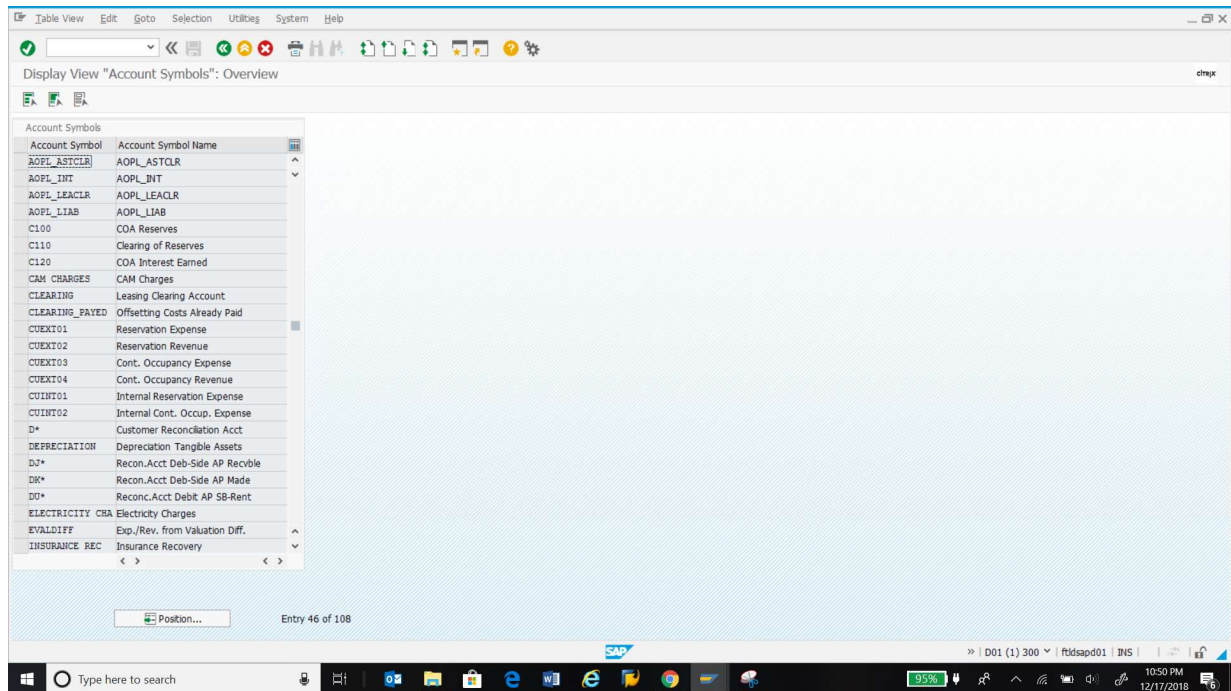 Table View Edit Goto Selection Utilities System Help
Display View "Account Symbols": Overview
citrix
Account Symbols
Account Symbol Account Symbol Name
AOPL_ASTCLR AOPL_ASTCLR
AOPL_INT AOPL_INT
AOPL_LEACLR AOPL_LEACLR
AOPL_LIAB AOPL_LIAB
C100 COA Reserves
C110 Clearing of Reserves
C120 COA Interest Earned
CAM CHARGES CAM Charges
CLEARING Leasing Clearing Account
CLEARING_PAYED Offsetting Costs Already Paid
CUEXT01 Reservation Expense
CUEXT02 Reservation Revenue
CUEXT03 Cont. Occupancy Expense
CUEXT04 Cont. Occupancy Revenue
CUINT01 Internal Reservation Expense
CUINT02 Internal Cont. Occup. Expense
D* Customer Reconciliation Acct
DEPRECIATION Depreciation Tangible Assets
DJ* Recon.Acct Deb-Side AP Recvble
DK* Recon.Acct Deb-Side AP Made
DU* Reconc.Acct Debit AP SB-Rent
ELECTRICITY CHA Electricity Charges
EVALDIFF Exp./Rev. from Valuation Diff.
INSURANCE REC Insurance Recovery
Position... Entry 46 of 108
SAP
D01 (1) 300 ftldsapd01 INS
Type here to search
95%
10:50 PM
12/17/2018
6